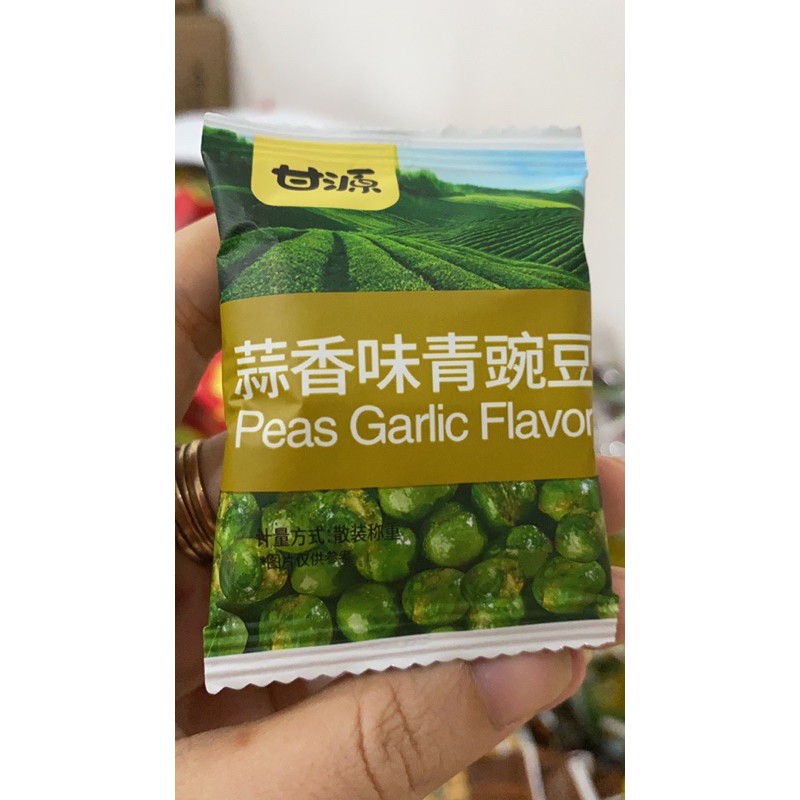 甘源
蒜香味青豌豆
Peas Garlic Flavor
计量方式:散装称重
*图片仅供参考